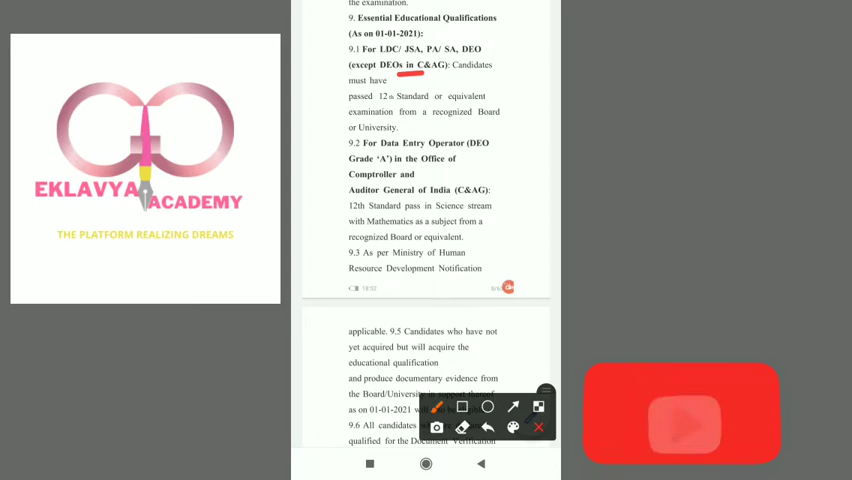 EKLAVYA
ACADEMY
THE PLATFORM REALIZING DREAMS
the examination.
9. Essential Educational Qualifications
(As on 01-01-2021):
9.1 For LDC/ JSA, PA/ SA, DEO
(except DEOs in C&AG): Candidates
must have
passed 12th Standard or equivalent
examination from a recognized Board
or University.
9.2 For Data Entry Operator (DEO
Grade ‘A’) in the Office of
Comptroller and
Auditor General of India (C&AG):
12th Standard pass in Science stream
with Mathematics as a subject from a
recognized Board or equivalent.
9.3 As per Ministry of Human
Resource Development Notification
18:52
applicable. 9.5 Candidates who have not
yet acquired but will acquire the
educational qualification
and produce documentary evidence from
the Board/University in support thereof
as on 01-01-2021
9.6 All candidates
qualified for the Document Verification